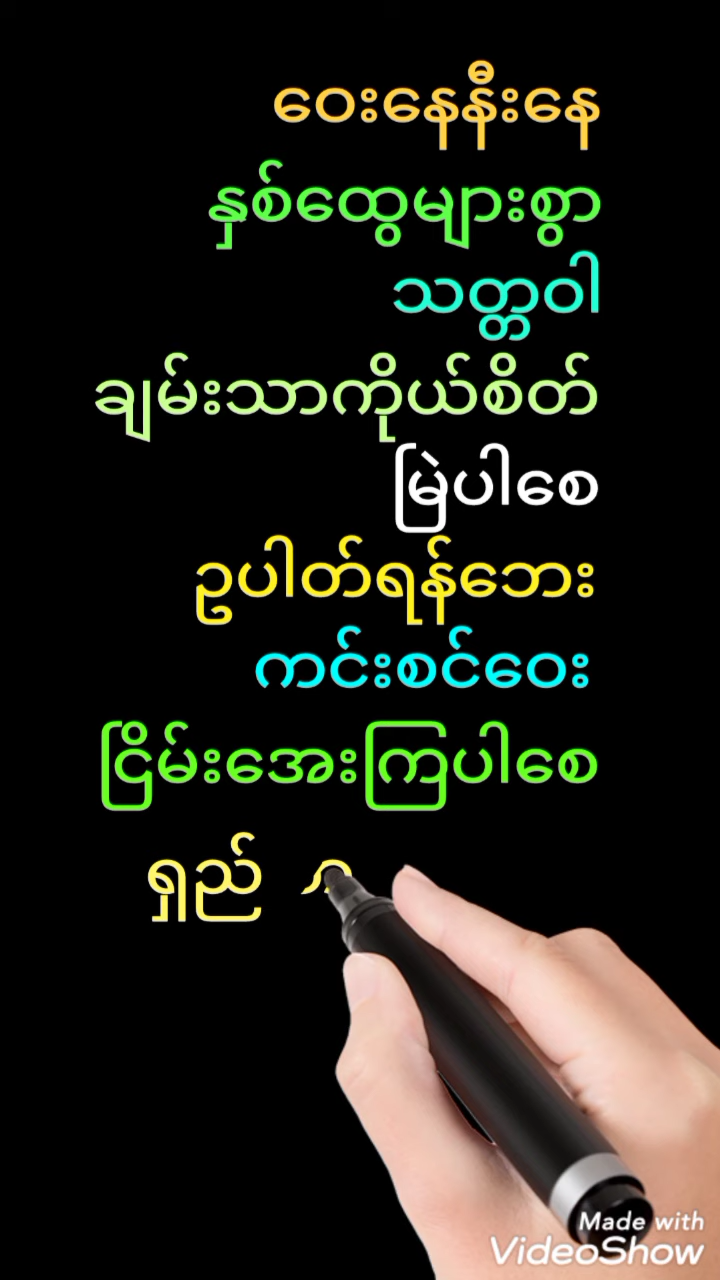 ဝေးနေနီးနေ
နှစ်ထွေများစွာ
သတ္တဝါ
ချမ်းသာကိုယ်စိတ်
မြဲပါစေ
ဥပါတ်ရန်ဘေး
ကင်းစင်ဝေး
ငြိမ်းအေးကြပါစေ
ရှည်
Made with
VideoShow